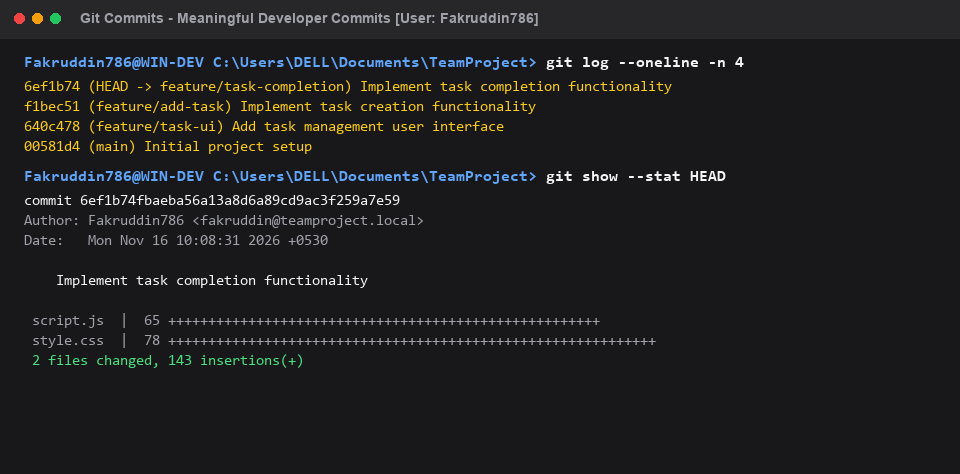 Git Commits - Meaningful Developer Commits [User: Fakruddin786]
Fakruddin786@WIN-DEV C:\Users\DELL\Documents\TeamProject> git log --oneline -n 4
6ef1b74 (HEAD -> feature/task-completion) Implement task completion functionality
f1bec51 (feature/add-task) Implement task creation functionality
640c478 (feature/task-ui) Add task management user interface
00581d4 (main) Initial project setup
Fakruddin786@WIN-DEV C:\Users\DELL\Documents\TeamProject> git show --stat HEAD
commit 6ef1b74fbaeba56a13a8d6a89cd9ac3f259a7e59
Author: Fakruddin786 <fakruddin@teamproject.local>
Date:   Mon Nov 16 10:08:31 2026 +0530
Implement task completion functionality
script.js  |  65 ++++++++++++++++++++++++++++++++++++++++++++++++++++++
style.css  |  78 +++++++++++++++++++++++++++++++++++++++++++++++++++++++++++++
2 files changed, 143 insertions(+)